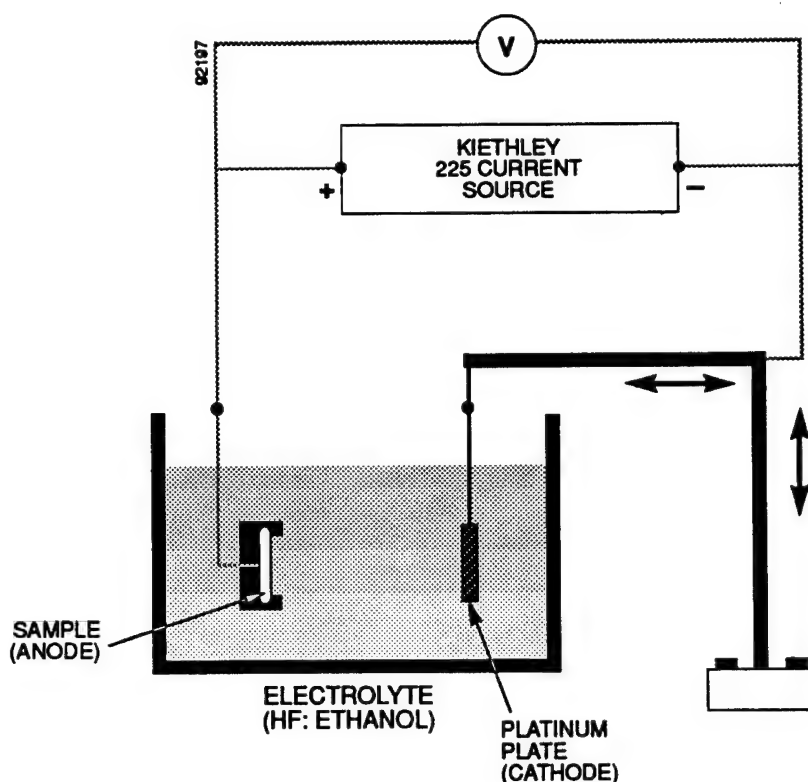 V
92197
KIETHLEY
225 CURRENT
SOURCE
+
−
SAMPLE
(ANODE)
ELECTROLYTE
(HF: ETHANOL)
PLATINUM
PLATE
(CATHODE)